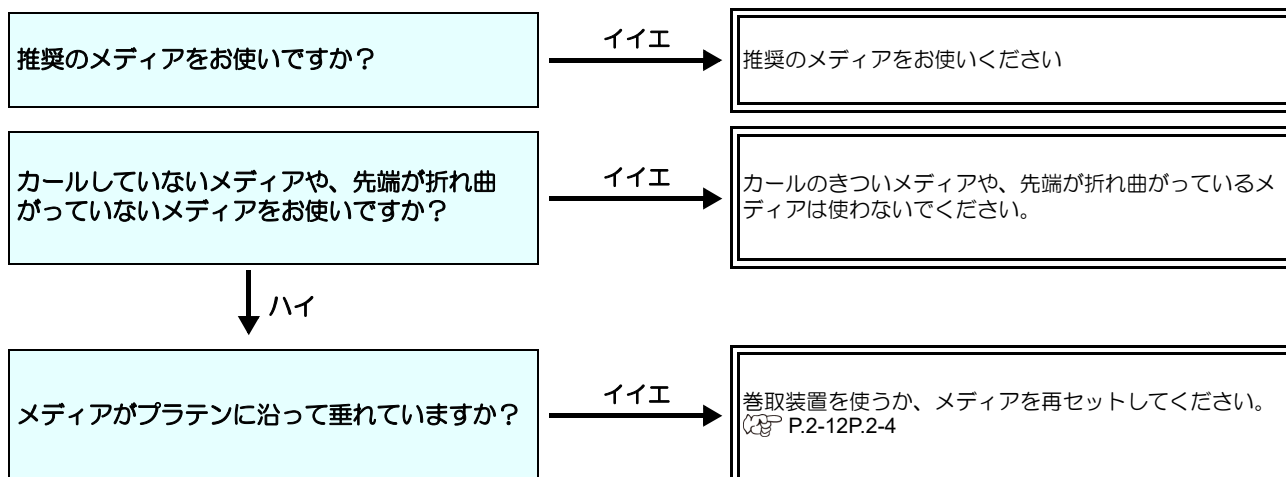 推奨のメディアをお使いですか？
イイエ
推奨のメディアをお使いください
カールしていないメディアや、先端が折れ曲
がっていないメディアをお使いですか？
イイエ
カールのきついメディアや、先端が折れ曲がっているメ
ディアは使わないでください。
ハイ
メディアがプラテンに沿って垂れていますか？
イイエ
巻取装置を使うか、メディアを再セットしてください。
P.2-12P.2-4